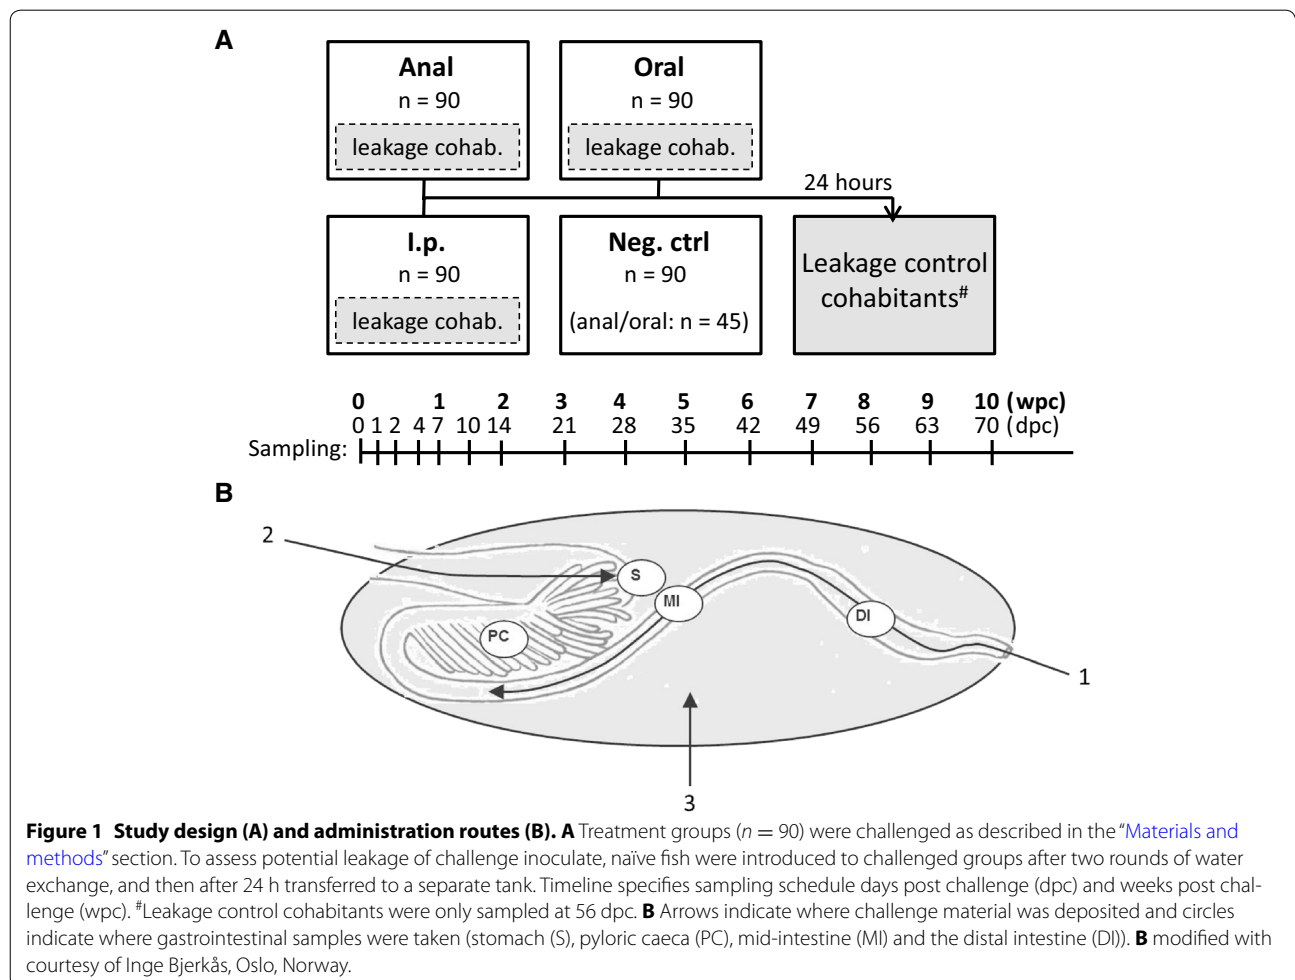 A
Anal
n = 90
leakage cohab.
Oral
n = 90
leakage cohab.
24 hours
I.p.
n = 90
leakage cohab.
Neg. ctrl
n = 90
(anal/oral: n = 45)
Leakage control
cohabitants#
0 1 2 3 4 5 6 7 8 9 10 (wpc)
0 1 2 4 7 10 14 21 28 35 42 49 56 63 70 (dpc)
Sampling:
B
2
S
MI
DI
PC
1
3
Figure 1 Study design (A) and administration routes (B). A Treatment groups (n = 90) were challenged as described in the “Materials and
methods” section. To assess potential leakage of challenge inoculate, naïve fish were introduced to challenged groups after two rounds of water
exchange, and then after 24 h transferred to a separate tank. Timeline specifies sampling schedule days post challenge (dpc) and weeks post chal-
lenge (wpc). #Leakage control cohabitants were only sampled at 56 dpc. B Arrows indicate where challenge material was deposited and circles
indicate where gastrointestinal samples were taken (stomach (S), pyloric caeca (PC), mid-intestine (MI) and the distal intestine (DI)). B modified with
courtesy of Inge Bjerkås, Oslo, Norway.